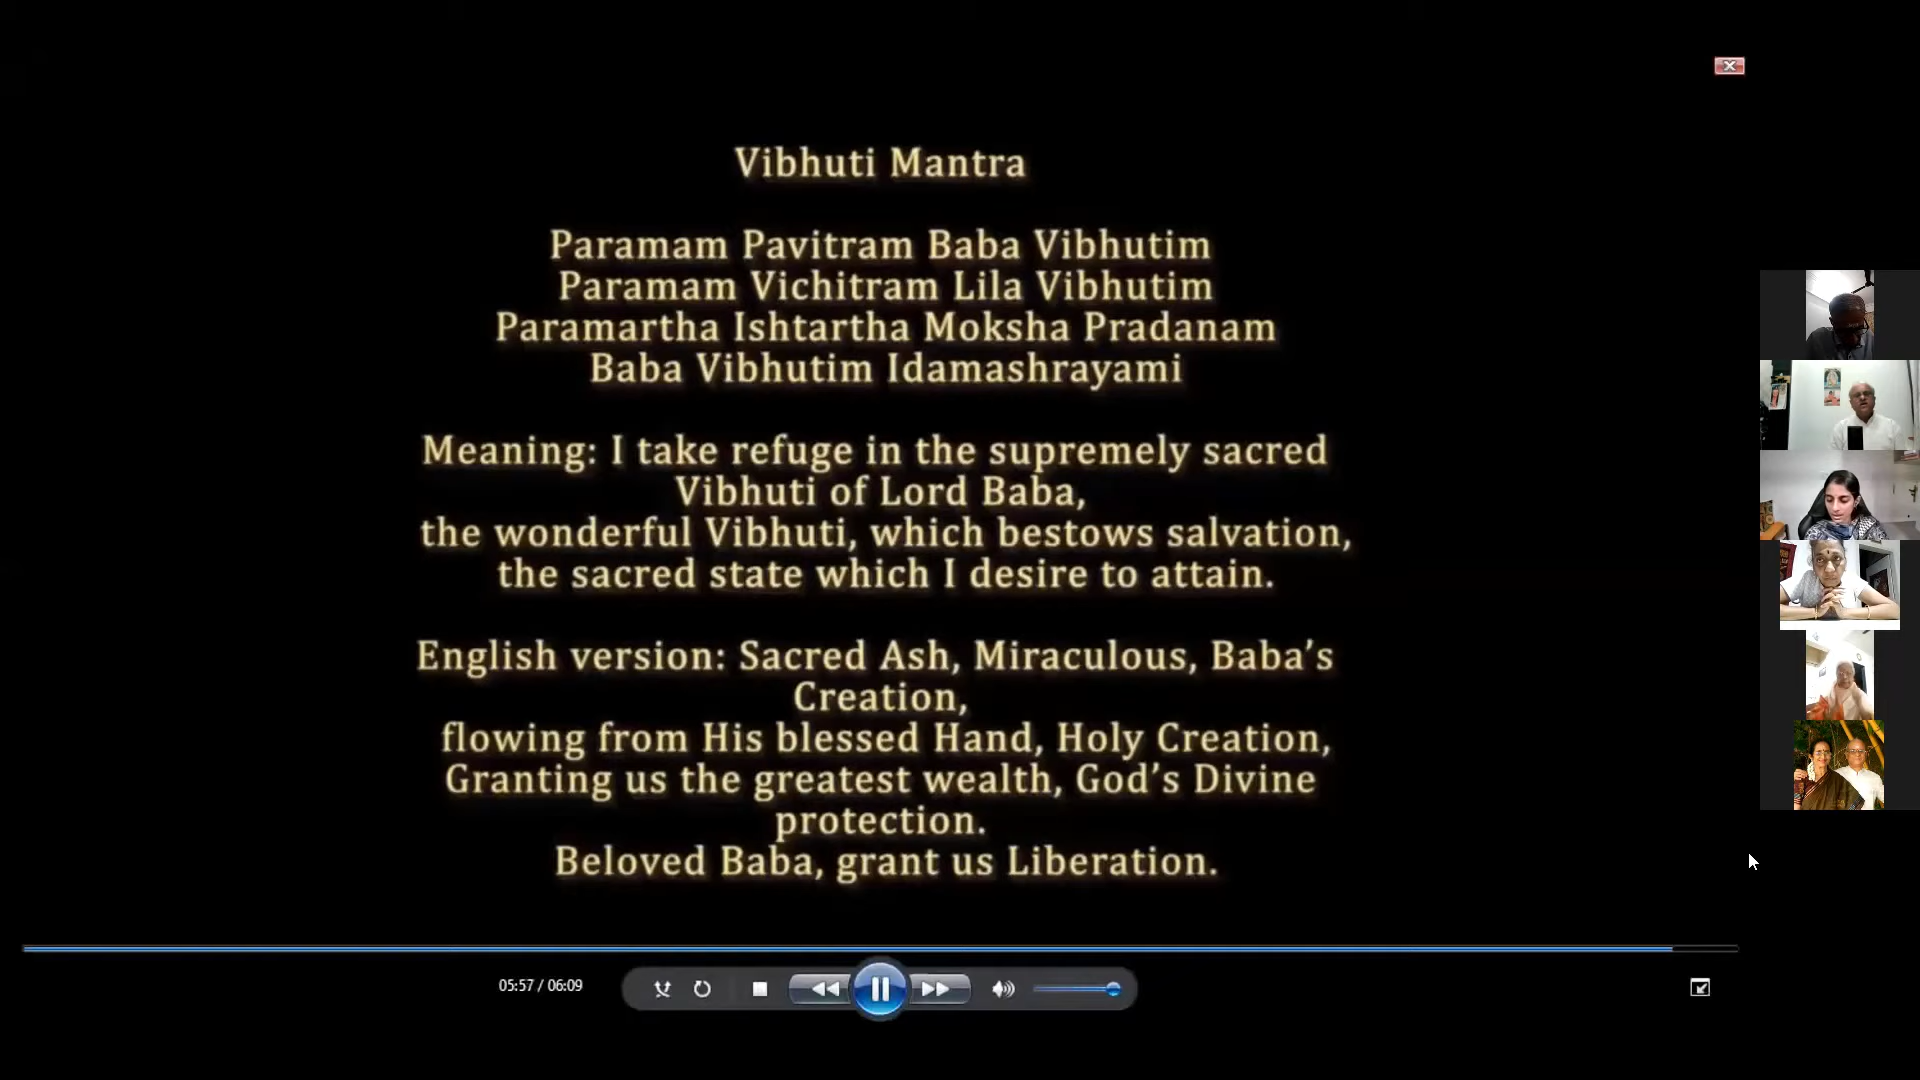 Vibhuti Mantra
Paramam Pavitram Baba Vibhutim
Paramam Vichitram Lila Vibhutim
Paramartha Ishtartha Moksha Pradanam
Baba Vibhutim Idamashrayami
Meaning: I take refuge in the supremely sacred
Vibhuti of Lord Baba,
the wonderful Vibhuti, which bestows salvation,
the sacred state which I desire to attain.
English version: Sacred Ash, Miraculous, Baba’s
Creation,
flowing from His blessed Hand, Holy Creation,
Granting us the greatest wealth, God’s Divine
protection.
Beloved Baba, grant us Liberation.
05:57 / 06:09